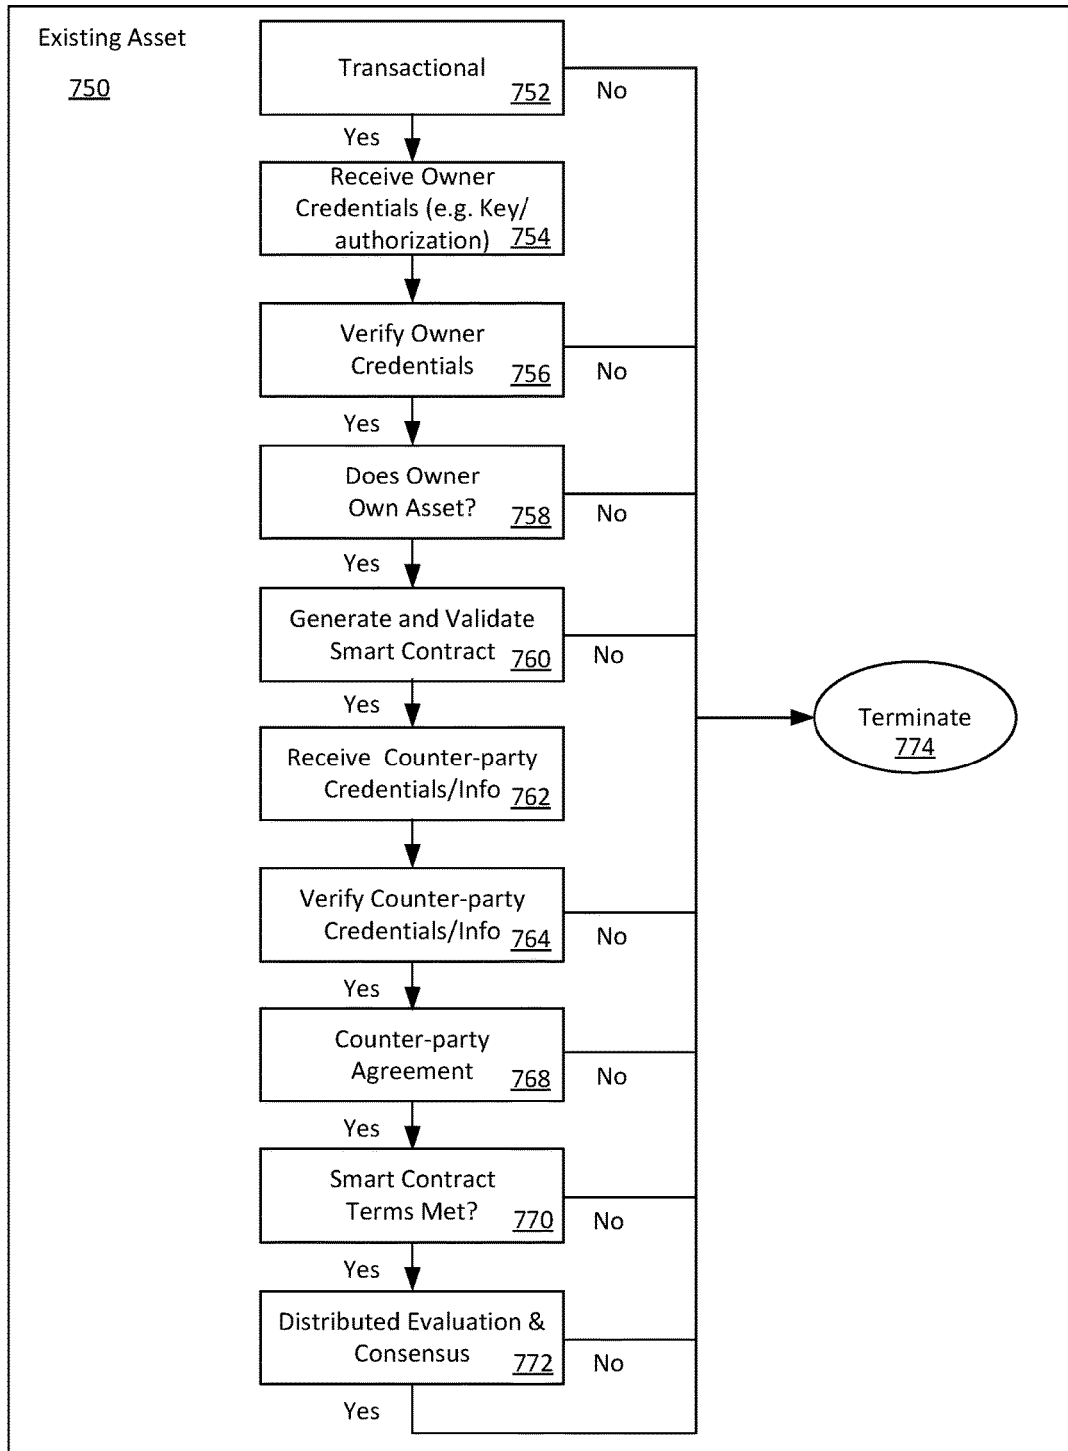 Existing Asset
750
Transactional
752
No
Yes
Receive Owner
Credentials (e.g. Key/
authorization) 754
Verify Owner
Credentials
756
No
Yes
Does Owner
Own Asset?
758
No
Yes
Generate and Validate
Smart Contract 760
No
Yes
Receive Counter-party
Credentials/Info 762
Terminate
774
Verify Counter-party
Credentials/Info 764
No
Yes
Counter-party
Agreement
768
No
Yes
Smart Contract
Terms Met?
770
No
Yes
Distributed Evaluation &
Consensus
772
No
Yes